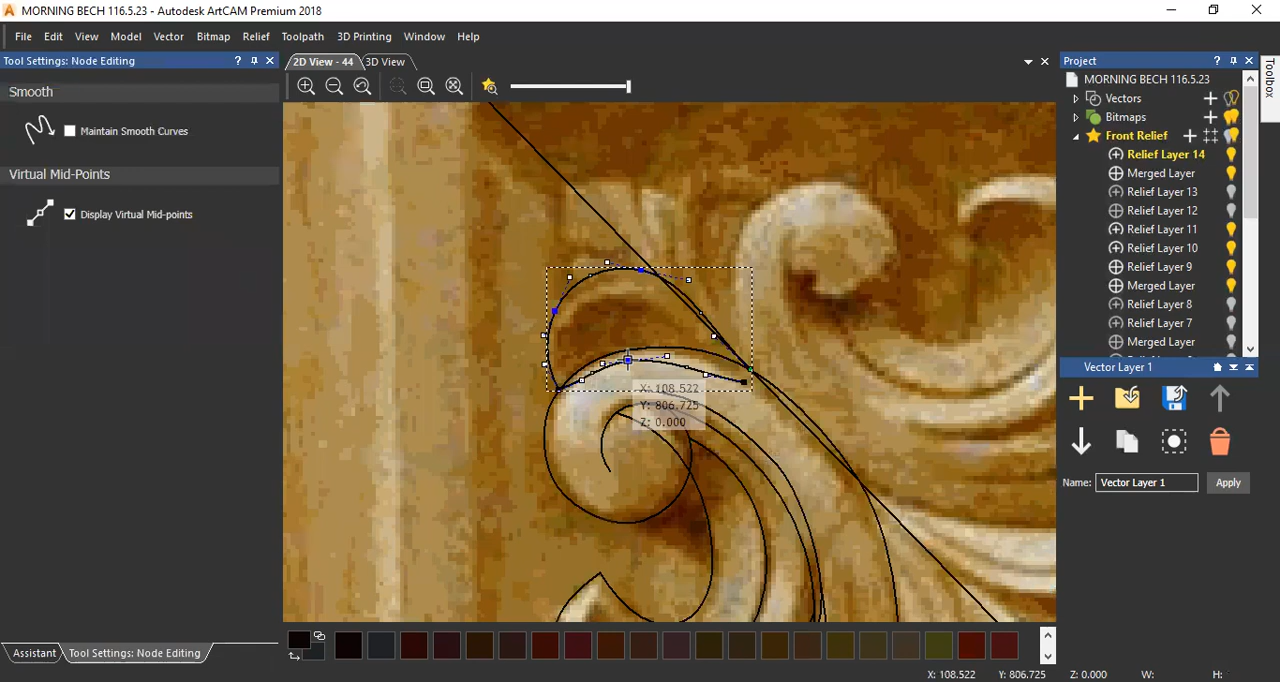 MORNING BECH 116.5.23 - Autodesk ArtCAM Premium 2018
File Edit View Model Vector Bitmap Relief Toolpath 3D Printing Window Help
Tool Settings: Node Editing ?
2D View - 44 3D View
Project ?
Toolbox
Smooth
Maintain Smooth Curves
Virtual Mid-Points
Display Virtual Mid-points
MORNING BECH 116.5.23
Vectors
Bitmaps
Front Relief
Relief Layer 14
Merged Layer
Relief Layer 13
Relief Layer 12
Relief Layer 11
Relief Layer 10
Relief Layer 9
Merged Layer
Relief Layer 8
Relief Layer 7
Merged Layer
Vector Layer 1
Name: Vector Layer 1 Apply
X: 108.522
Y: 806.725
Z: 0.000
Assistant Tool Settings: Node Editing
X: 108.522 Y: 806.725 Z: 0.000 W: H: